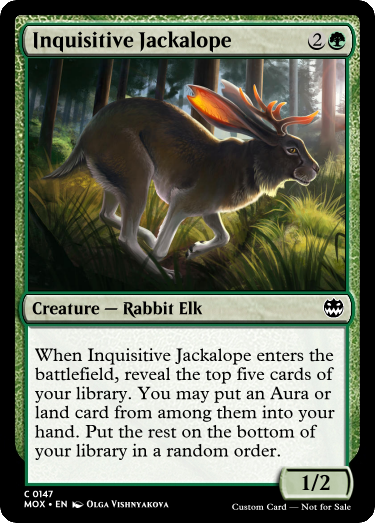 Inquisitive Jackalope 2
Creature — Rabbit Elk
When Inquisitive Jackalope enters the
battlefield, reveal the top five cards of
your library. You may put an Aura or
land card from among them into your
hand. Put the rest on the bottom of
your library in a random order.
1/2
C 0147
MOX • EN Olga Vishnyakova
Custom Card — Not for Sale